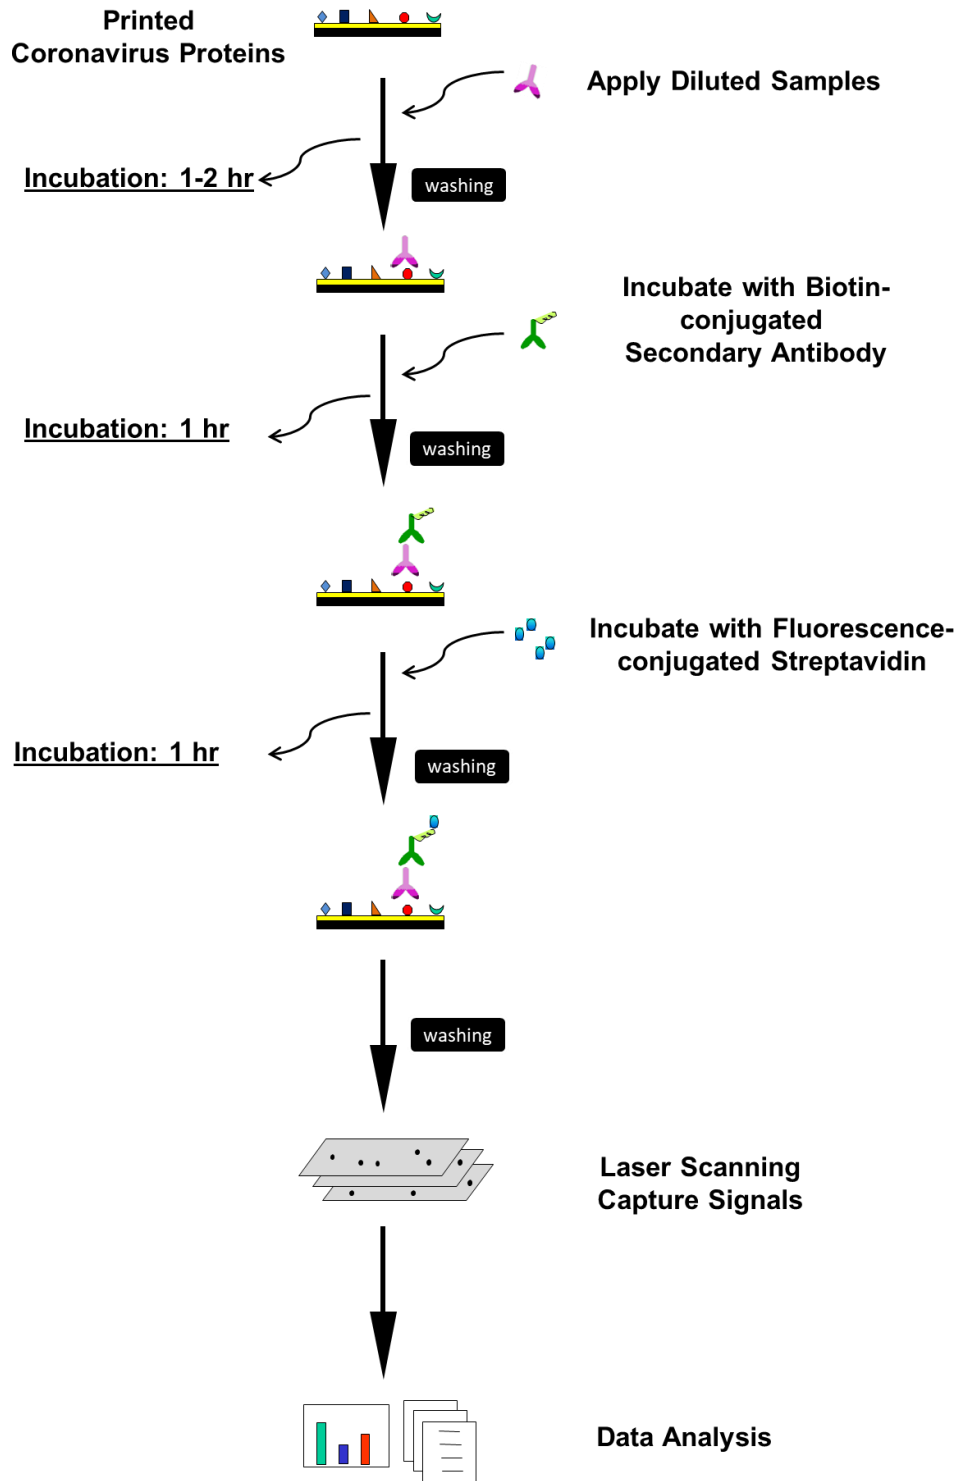 Printed
Coronavirus Proteins
Apply Diluted Samples
Incubation: 1-2 hr
washing
Incubate with Biotin-
conjugated
Secondary Antibody
Incubation: 1 hr
washing
Incubate with Fluorescence-
conjugated Streptavidin
Incubation: 1 hr
washing
washing
Laser Scanning
Capture Signals
Data Analysis